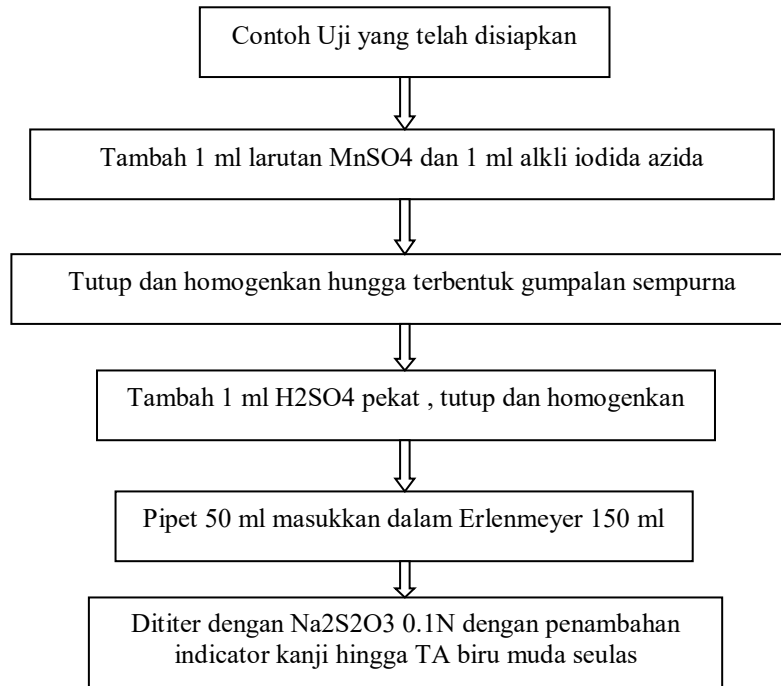 Contoh Uji yang telah disiapkan
Tambah 1 ml larutan MnSO4 dan 1 ml alkli iodida azida
Tutup dan homogenkan hungga terbentuk gumpalan sempurna
Tambah 1 ml H2SO4 pekat , tutup dan homogenkan
Pipet 50 ml masukkan dalam Erlenmeyer 150 ml
Dititer dengan Na2S2O3 0.1N dengan penambahan
indicator kanji hingga TA biru muda seulas